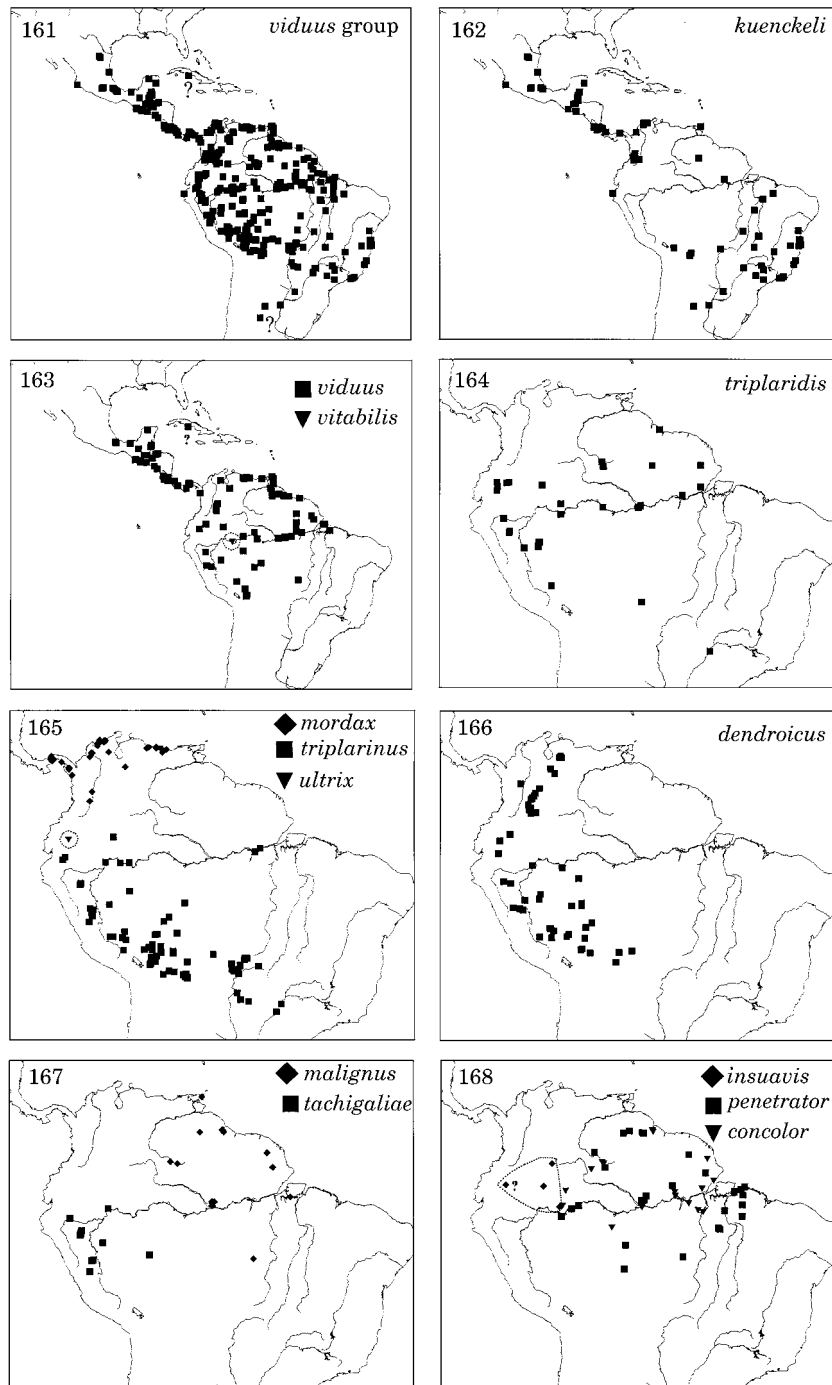 161
viduus group
?
?
162
kuenckeli
163
■ viduus
▼ vitabilis
?
164
triplaridis
165
◆ mordax
■ triplarinus
▼ ultrix
166
dendroicus
167
◆ malignus
■ tachigaliae
168
◆ insuavis
■ penetrator
▼ concolor
?